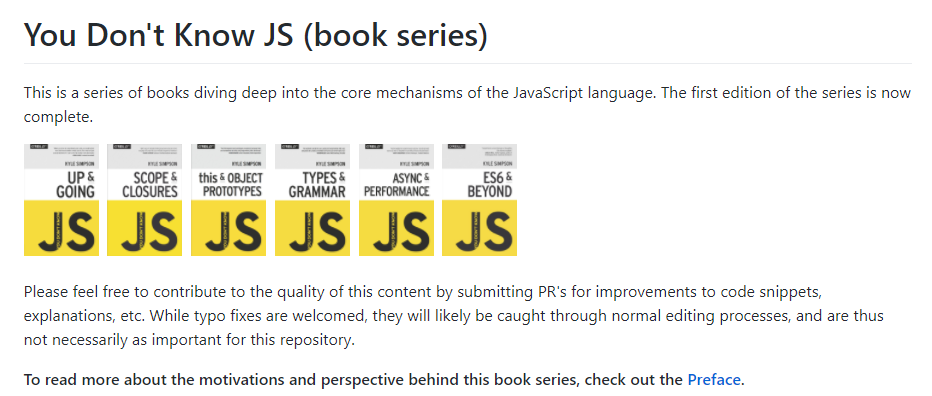 You Don't Know JS (book series)
This is a series of books diving deep into the core mechanisms of the JavaScript language. The first edition of the series is now
complete.
KYLE SIMPSON
UP &
GOING
JS
KYLE SIMPSON
SCOPE &
CLOSURES
JS
KYLE SIMPSON
this & OBJECT
PROTOTYPES
JS
KYLE SIMPSON
TYPES &
GRAMMAR
JS
KYLE SIMPSON
ASYNC &
PERFORMANCE
JS
KYLE SIMPSON
ES6 &
BEYOND
JS
Please feel free to contribute to the quality of this content by submitting PR's for improvements to code snippets,
explanations, etc. While typo fixes are welcomed, they will likely be caught through normal editing processes, and are thus
not necessarily as important for this repository.
To read more about the motivations and perspective behind this book series, check out the Preface.